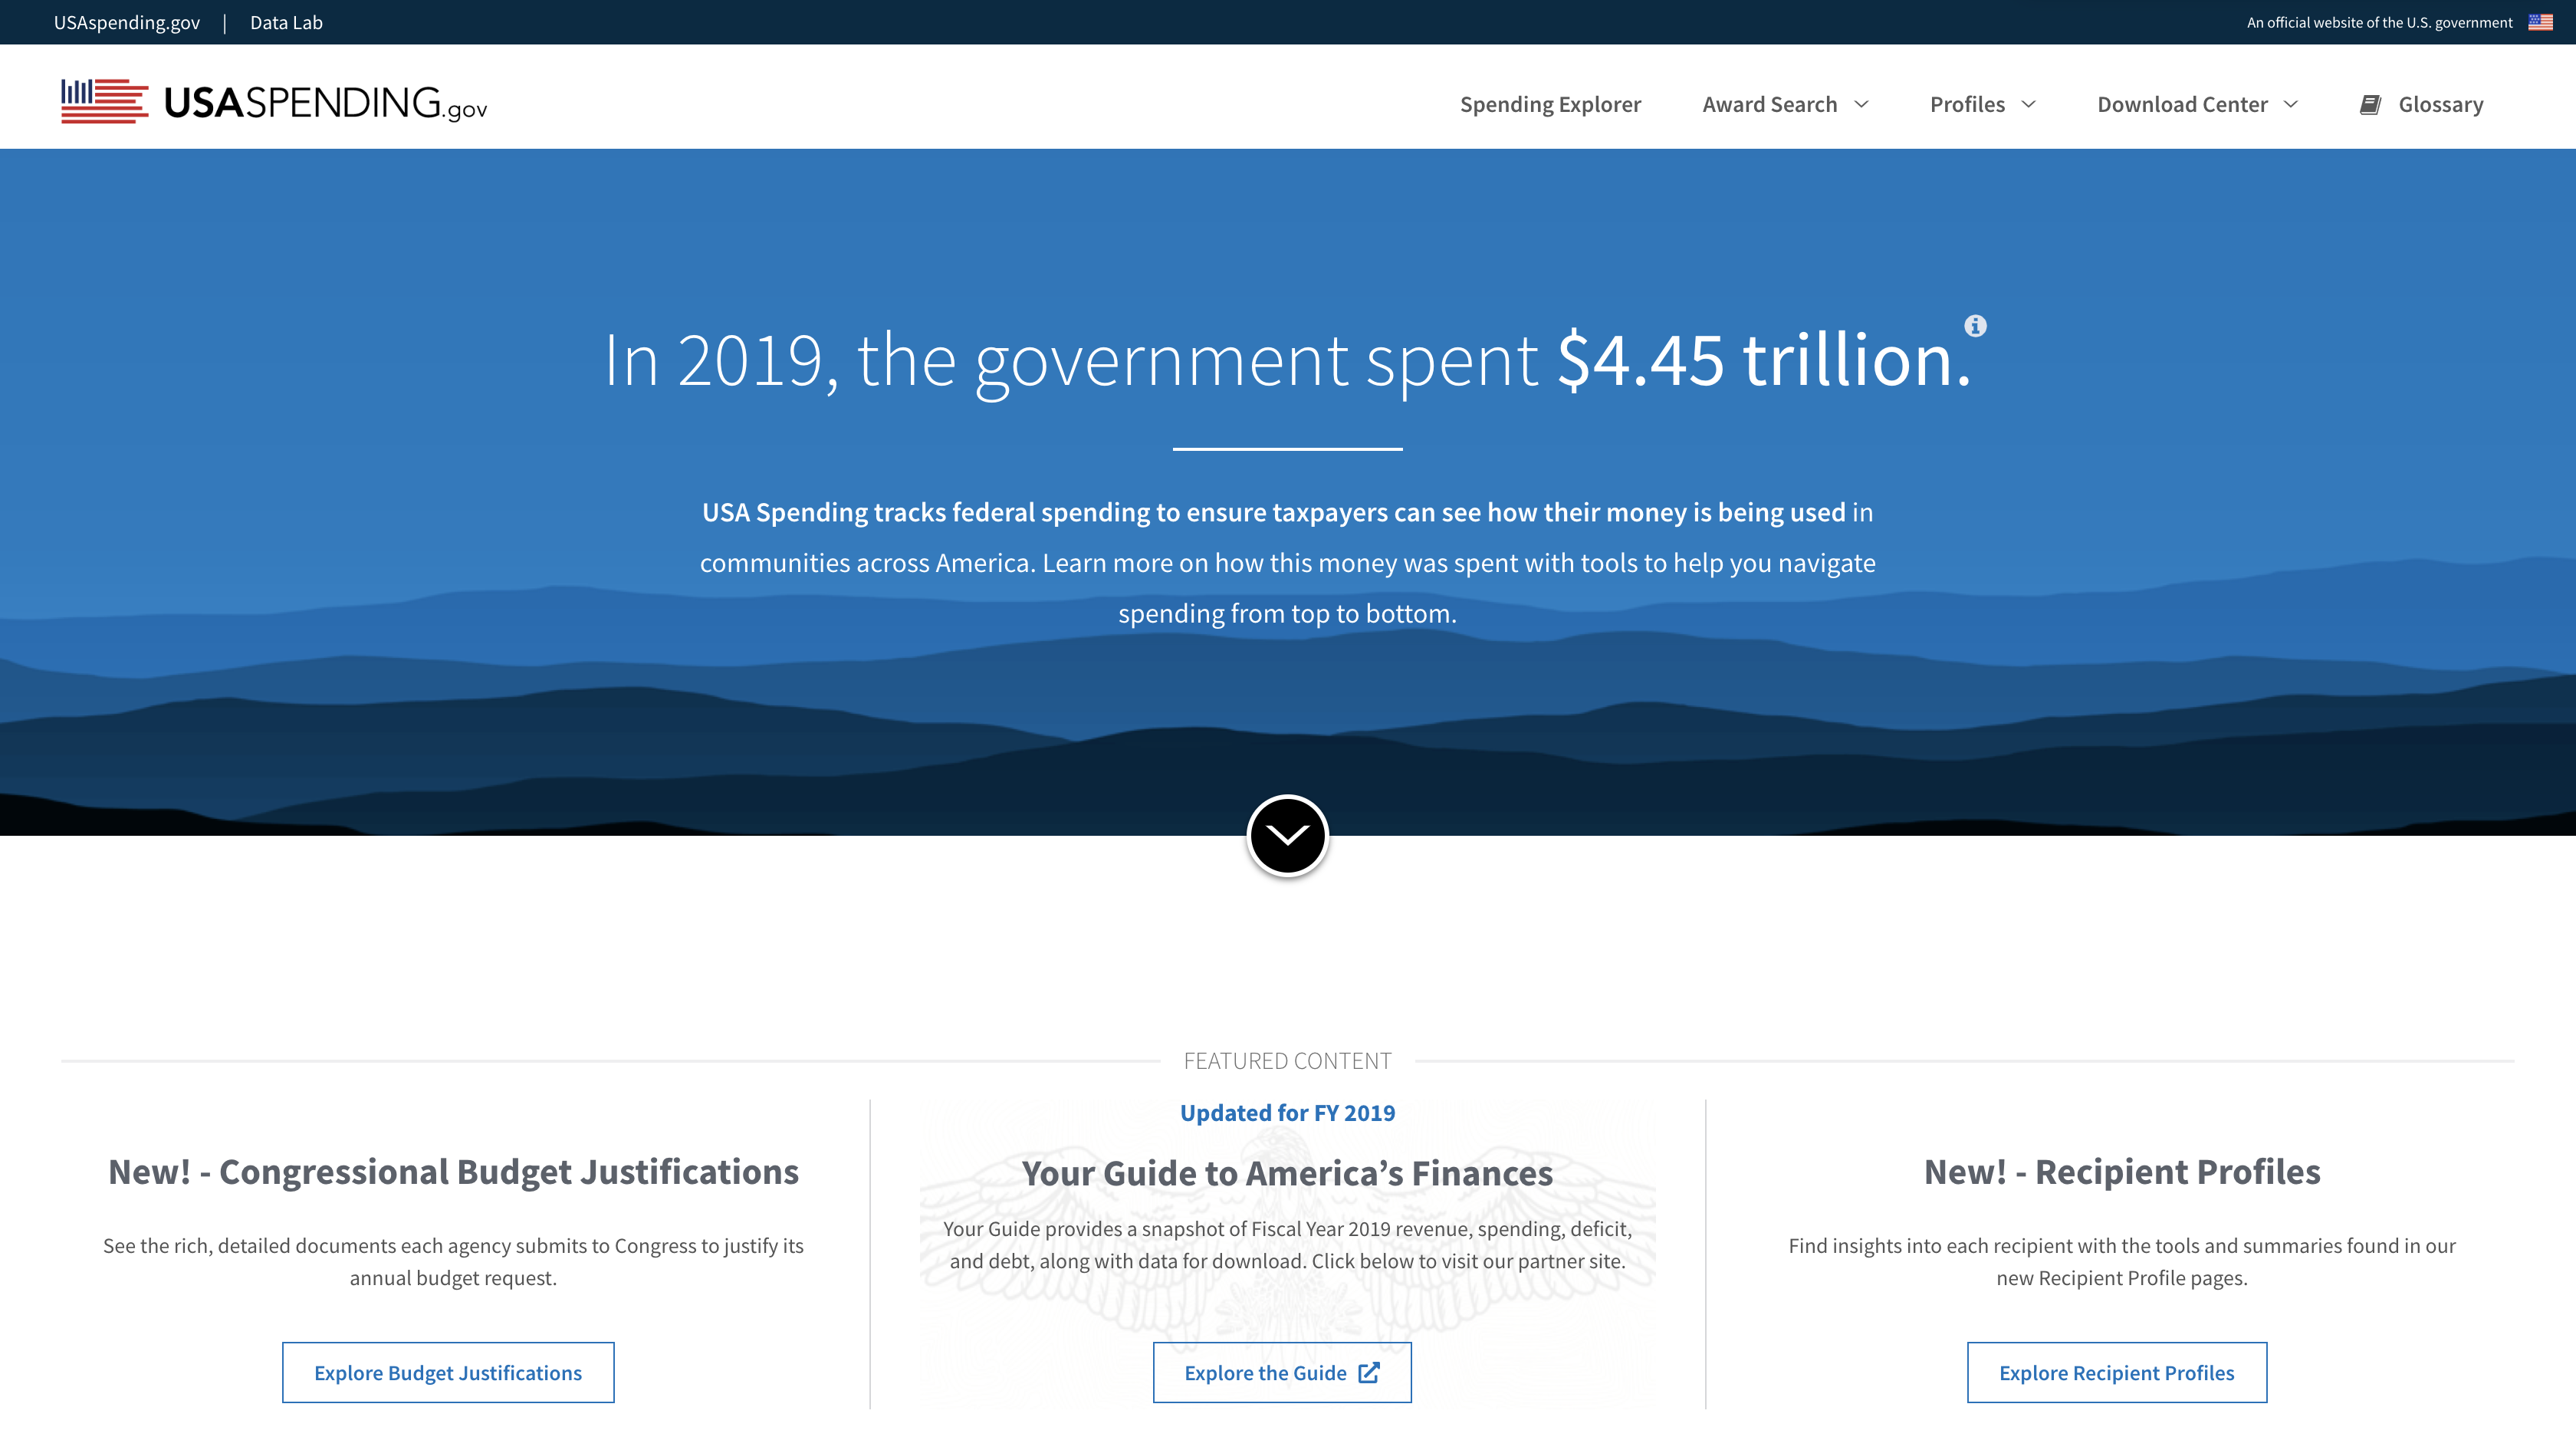 USAspending.gov | Data Lab
An official website of the U.S. government
USASPENDING.gov
Spending Explorer
Award Search
Profiles
Download Center
Glossary
In 2019, the government spent $4.45 trillion.
USA Spending tracks federal spending to ensure taxpayers can see how their money is being used in
communities across America. Learn more on how this money was spent with tools to help you navigate
spending from top to bottom.
FEATURED CONTENT
New! - Congressional Budget Justifications
See the rich, detailed documents each agency submits to Congress to justify its
annual budget request.
Explore Budget Justifications
Updated for FY 2019
Your Guide to America’s Finances
Your Guide provides a snapshot of Fiscal Year 2019 revenue, spending, deficit,
and debt, along with data for download. Click below to visit our partner site.
Explore the Guide
New! - Recipient Profiles
Find insights into each recipient with the tools and summaries found in our
new Recipient Profile pages.
Explore Recipient Profiles